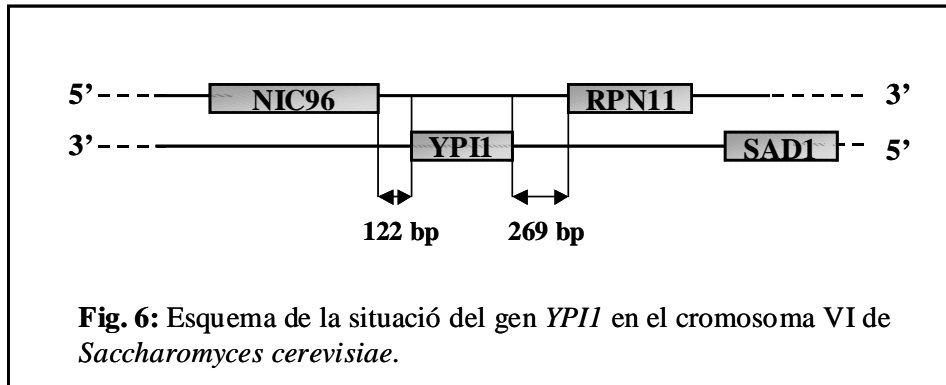 5’ NIC96 RPN11 3’
3’ YPI1 SAD1 5’
122 bp 269 bp
Fig. 6: Esquema de la situació del gen YPI1 en el cromosoma VI de
Saccharomyces cerevisiae.